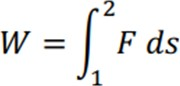 W = ∫₁² F ds